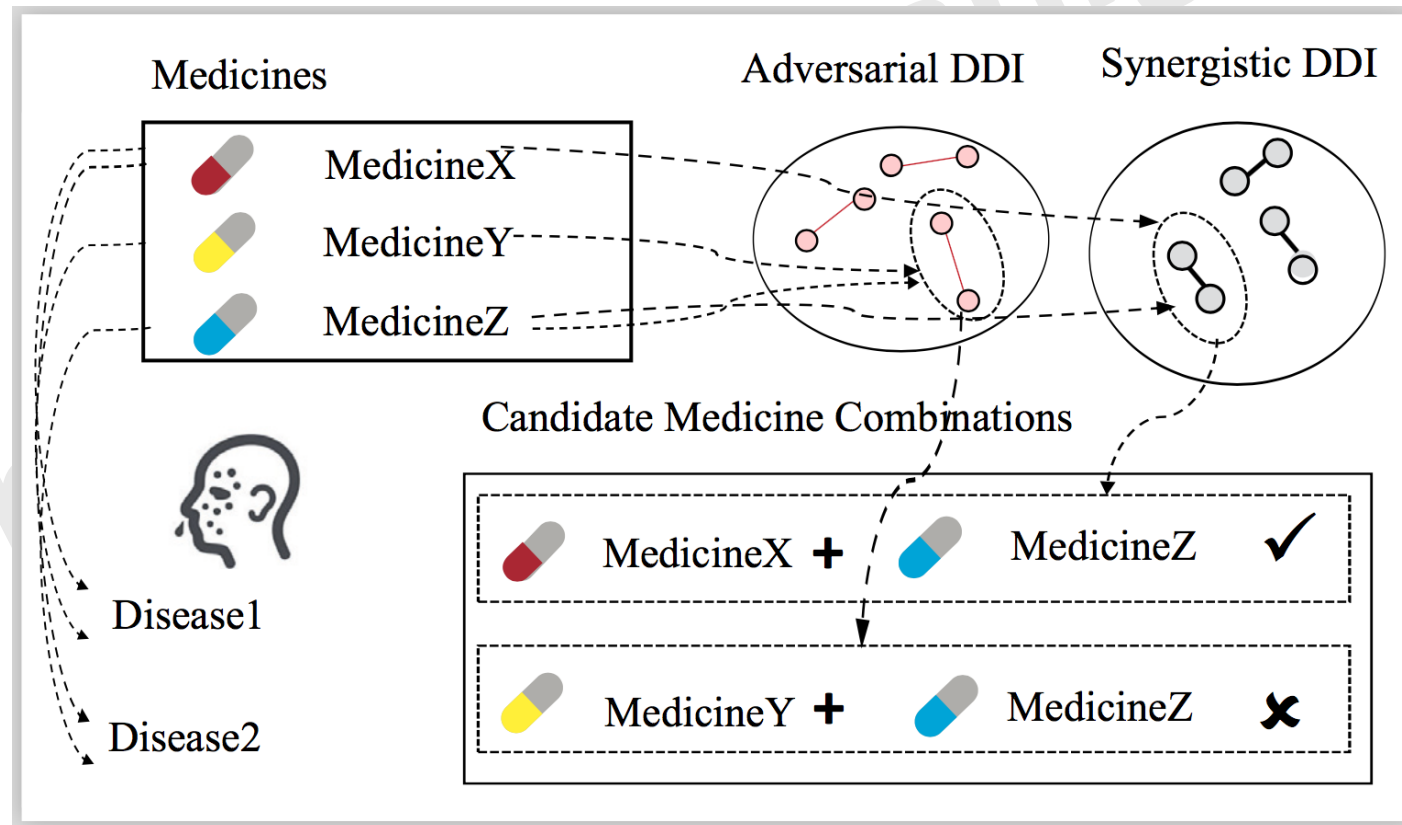 Medicines
Adversarial DDI
Synergistic DDI
MedicineX
MedicineY
MedicineZ
Candidate Medicine Combinations
MedicineX + MedicineZ ✓
Disease1
MedicineY + MedicineZ ✘
Disease2